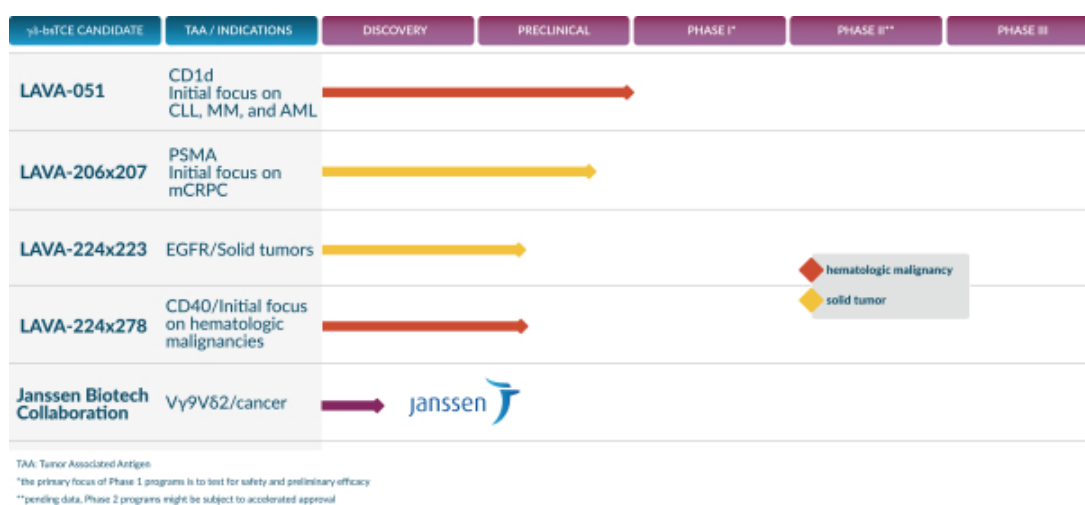 γδ-bsTCE CANDIDATE TAA / INDICATIONS DISCOVERY PRECLINICAL PHASE I* PHASE II** PHASE III
LAVA-051
CD1d
Initial focus on
CLL, MM, and AML
LAVA-206x207
PSMA
Initial focus on
mCRPC
LAVA-224x223
EGFR/Solid tumors
LAVA-224x278
CD40/Initial focus
on hematologic
malignancies
hematologic malignancy
solid tumor
Janssen Biotech
Collaboration
Vγ9Vδ2/cancer
janssen
TAA: Tumor Associated Antigen
*the primary focus of Phase 1 programs is to test for safety and preliminary efficacy
**pending data, Phase 2 programs might be subject to accelerated approval